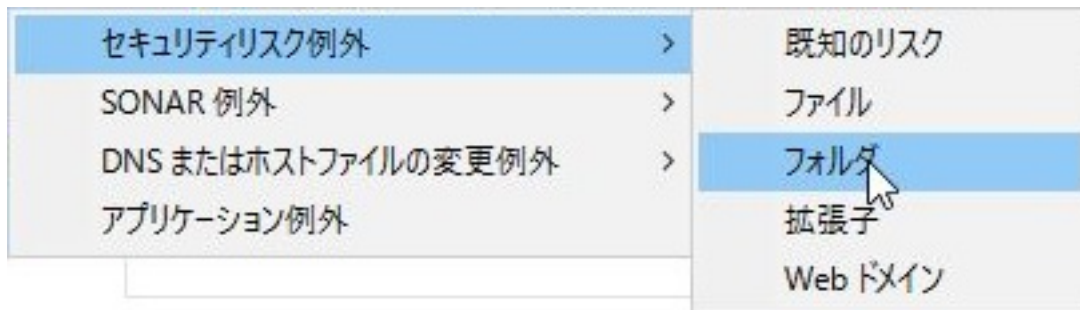 セキュリティリスク例外 >
SONAR 例外 >
DNS またはホストファイルの変更例外 >
アプリケーション例外
既知のリスク
ファイル
フォルダ
拡張子
Web ドメイン